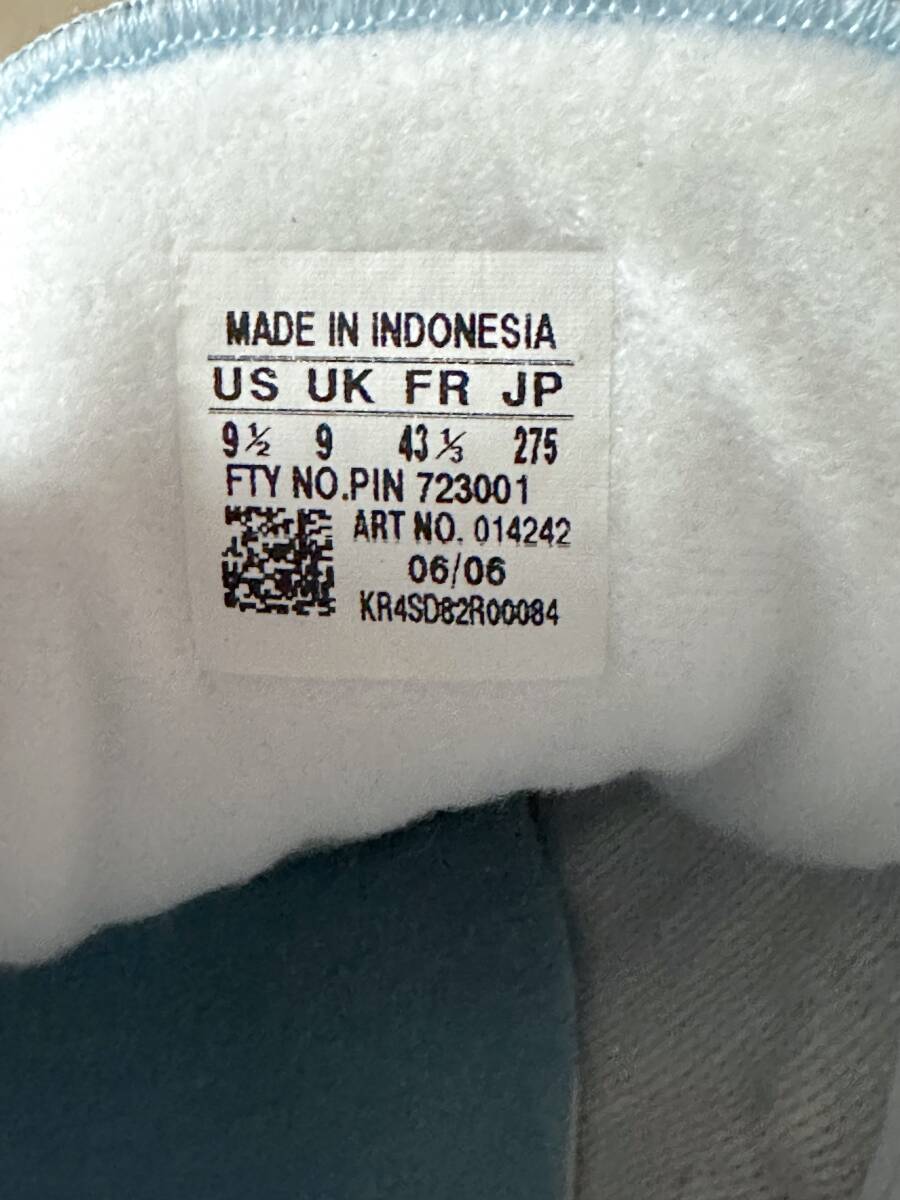 MADE IN INDONESIA
US UK FR JP
9½ 9 43⅓ 275
FTY NO.PIN 723001
ART NO. 014242
06/06
KR4SD82R00084